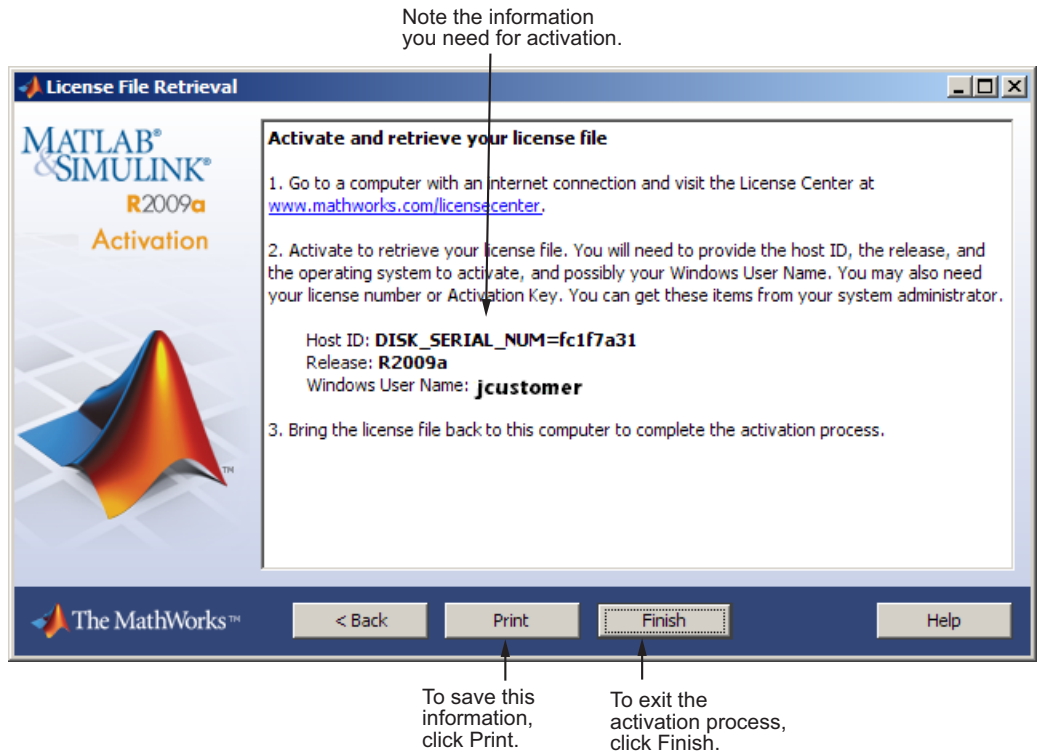 Note the information
you need for activation.
License File Retrieval
MATLAB®
&SIMULINK®
R2009a
Activation
Activate and retrieve your license file
1. Go to a computer with an internet connection and visit the License Center at
www.mathworks.com/licensecenter.
2. Activate to retrieve your license file. You will need to provide the host ID, the release, and
the operating system to activate, and possibly your Windows User Name. You may also need
your license number or Activation Key. You can get these items from your system administrator.
Host ID: DISK_SERIAL_NUM=fc1f7a31
Release: R2009a
Windows User Name: jcustomer
3. Bring the license file back to this computer to complete the activation process.
TM
The MathWorks™
< Back
Print
Finish
Help
To save this
information,
click Print.
To exit the
activation process,
click Finish.